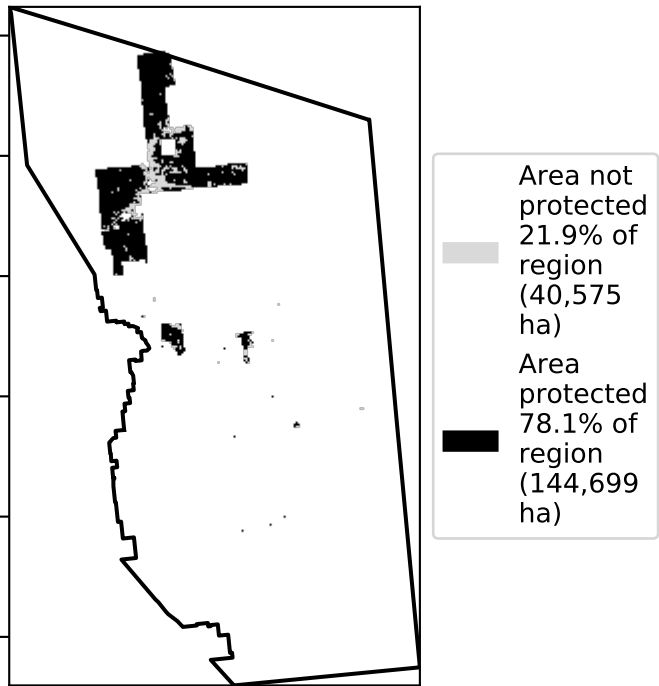 Area not
protected
21.9% of
region
(40,575
ha)
Area
protected
78.1% of
region
(144,699
ha)